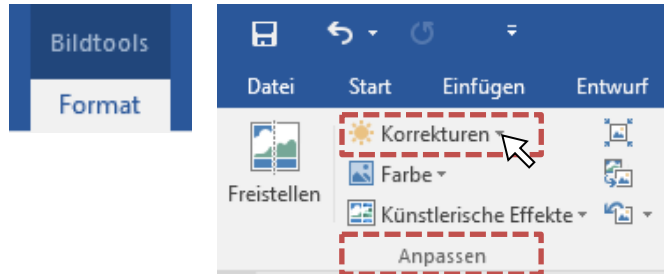 Bildtools
Format
Datei Start Einfügen Entwurf
Freistellen
Korrekturen
Farbe
Künstlerische Effekte
Anpassen